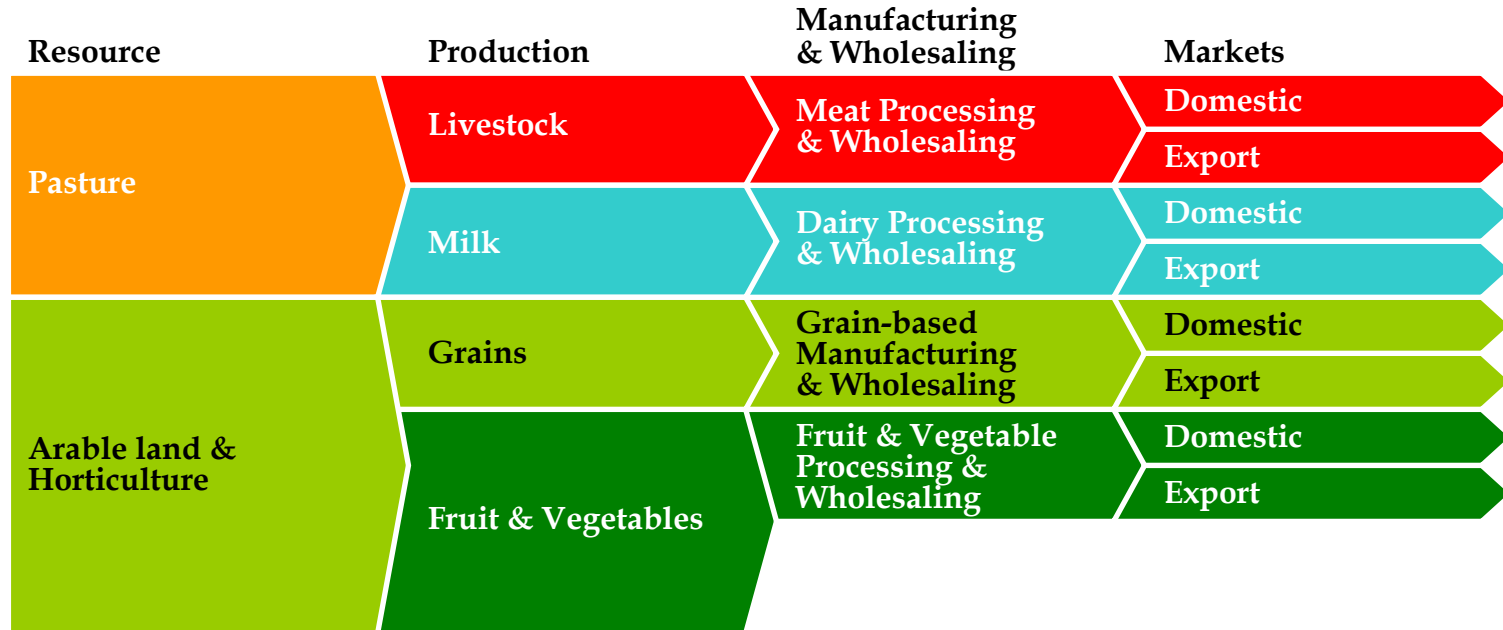 Resource
Production
Manufacturing
& Wholesaling
Markets
Pasture
Livestock
Meat Processing
& Wholesaling
Domestic
Export
Milk
Dairy Processing
& Wholesaling
Domestic
Export
Arable land &
Horticulture
Grains
Grain-based
Manufacturing
& Wholesaling
Domestic
Export
Fruit & Vegetables
Fruit & Vegetable
Processing &
Wholesaling
Domestic
Export